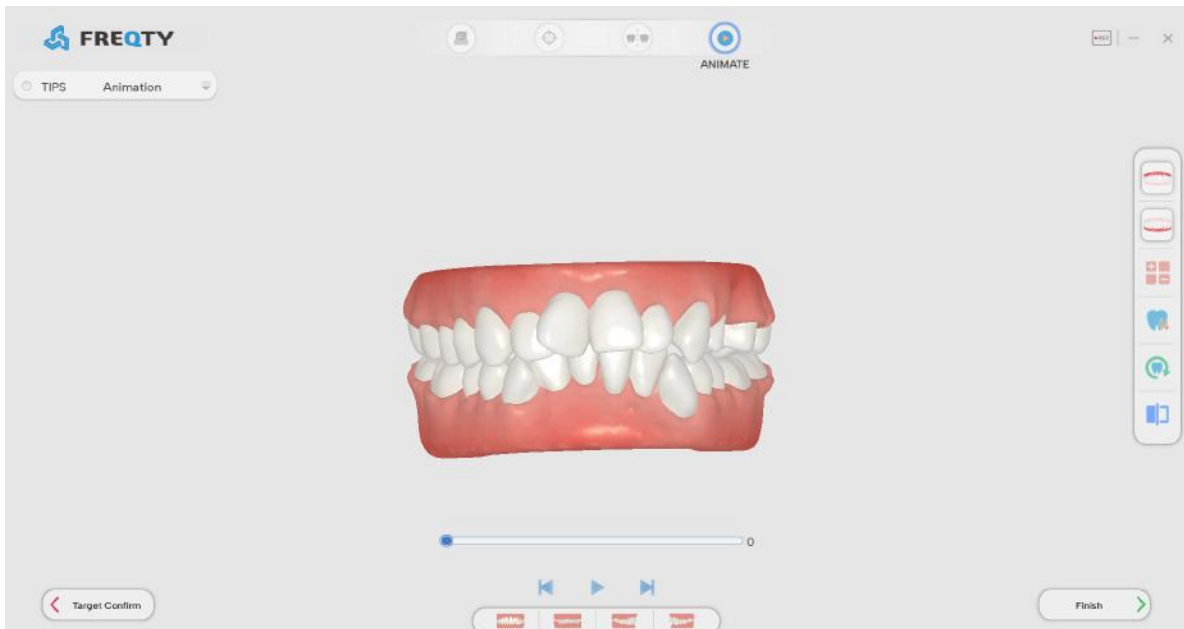 FREQTY
ANIMATE
TIPS Animation
0
Target Confirm
Finish